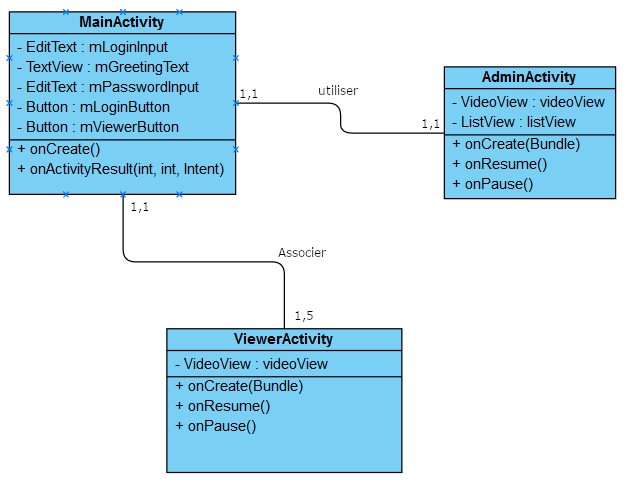 MainActivity
- EditText : mLoginInput
- TextView : mGreetingText
- EditText : mPasswordInput
- Button : mLoginButton
- Button : mViewerButton
+ onCreate()
+ onActivityResult(int, int, Intent)
1,1
utiliser
1,1
AdminActivity
- VideoView : videoView
- ListView : listView
+ onCreate(Bundle)
+ onResume()
+ onPause()
1,1
Associer
1,5
ViewerActivity
- VideoView : videoView
+ onCreate(Bundle)
+ onResume()
+ onPause()